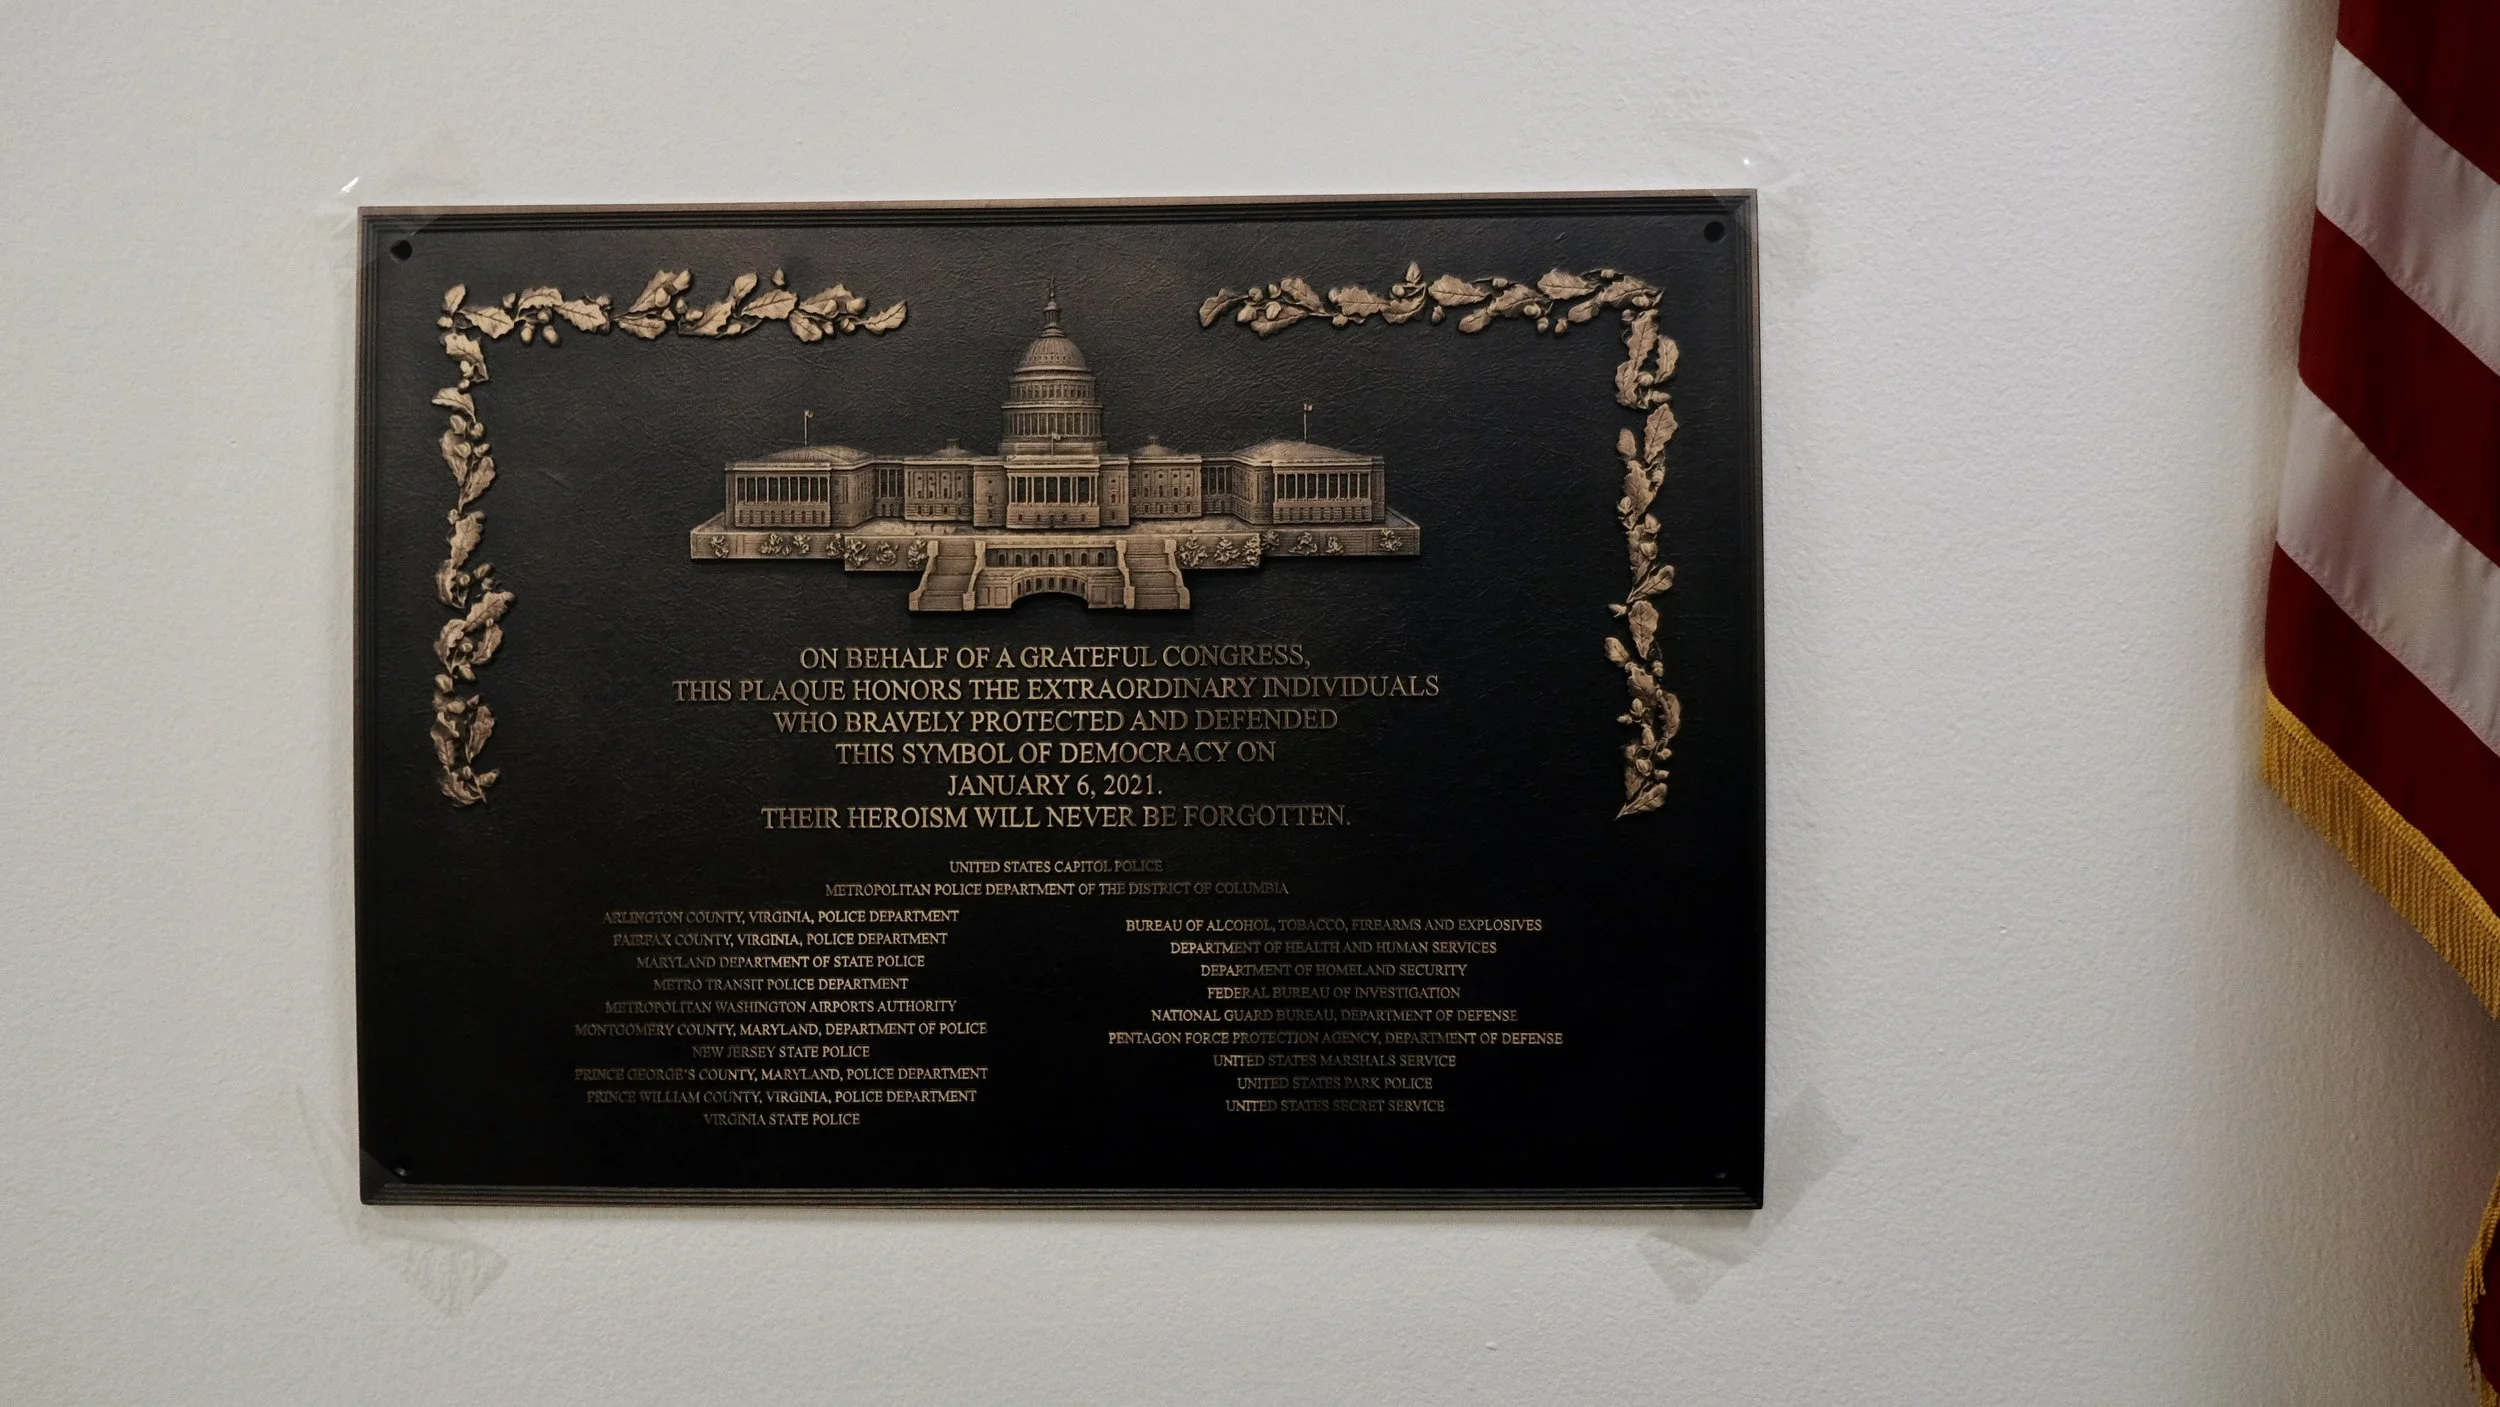 ON BEHALF OF A GRATEFUL CONGRESS,
THIS PLAQUE HONORS THE EXTRAORDINARY INDIVIDUALS
WHO BRAVELY PROTECTED AND DEFENDED
THIS SYMBOL OF DEMOCRACY ON
JANUARY 6, 2021.
THEIR HEROISM WILL NEVER BE FORGOTTEN.
UNITED STATES CAPITOL POLICE
METROPOLITAN POLICE DEPARTMENT OF THE DISTRICT OF COLUMBIA
ARLINGTON COUNTY, VIRGINIA, POLICE DEPARTMENT
FAIRFAX COUNTY, VIRGINIA, POLICE DEPARTMENT
MARYLAND DEPARTMENT OF STATE POLICE
METRO TRANSIT POLICE DEPARTMENT
METROPOLITAN WASHINGTON AIRPORTS AUTHORITY
MONTGOMERY COUNTY, MARYLAND, DEPARTMENT OF POLICE
NEW JERSEY STATE POLICE
PRINCE GEORGE'S COUNTY, MARYLAND, POLICE DEPARTMENT
PRINCE WILLIAM COUNTY, VIRGINIA, POLICE DEPARTMENT
VIRGINIA STATE POLICE
BUREAU OF ALCOHOL, TOBACCO, FIREARMS AND EXPLOSIVES
DEPARTMENT OF HEALTH AND HUMAN SERVICES
DEPARTMENT OF HOMELAND SECURITY
FEDERAL BUREAU OF INVESTIGATION
NATIONAL GUARD BUREAU, DEPARTMENT OF DEFENSE
PENTAGON FORCE PROTECTION AGENCY, DEPARTMENT OF DEFENSE
UNITED STATES MARSHALS SERVICE
UNITED STATES PARK POLICE
UNITED STATES SECRET SERVICE